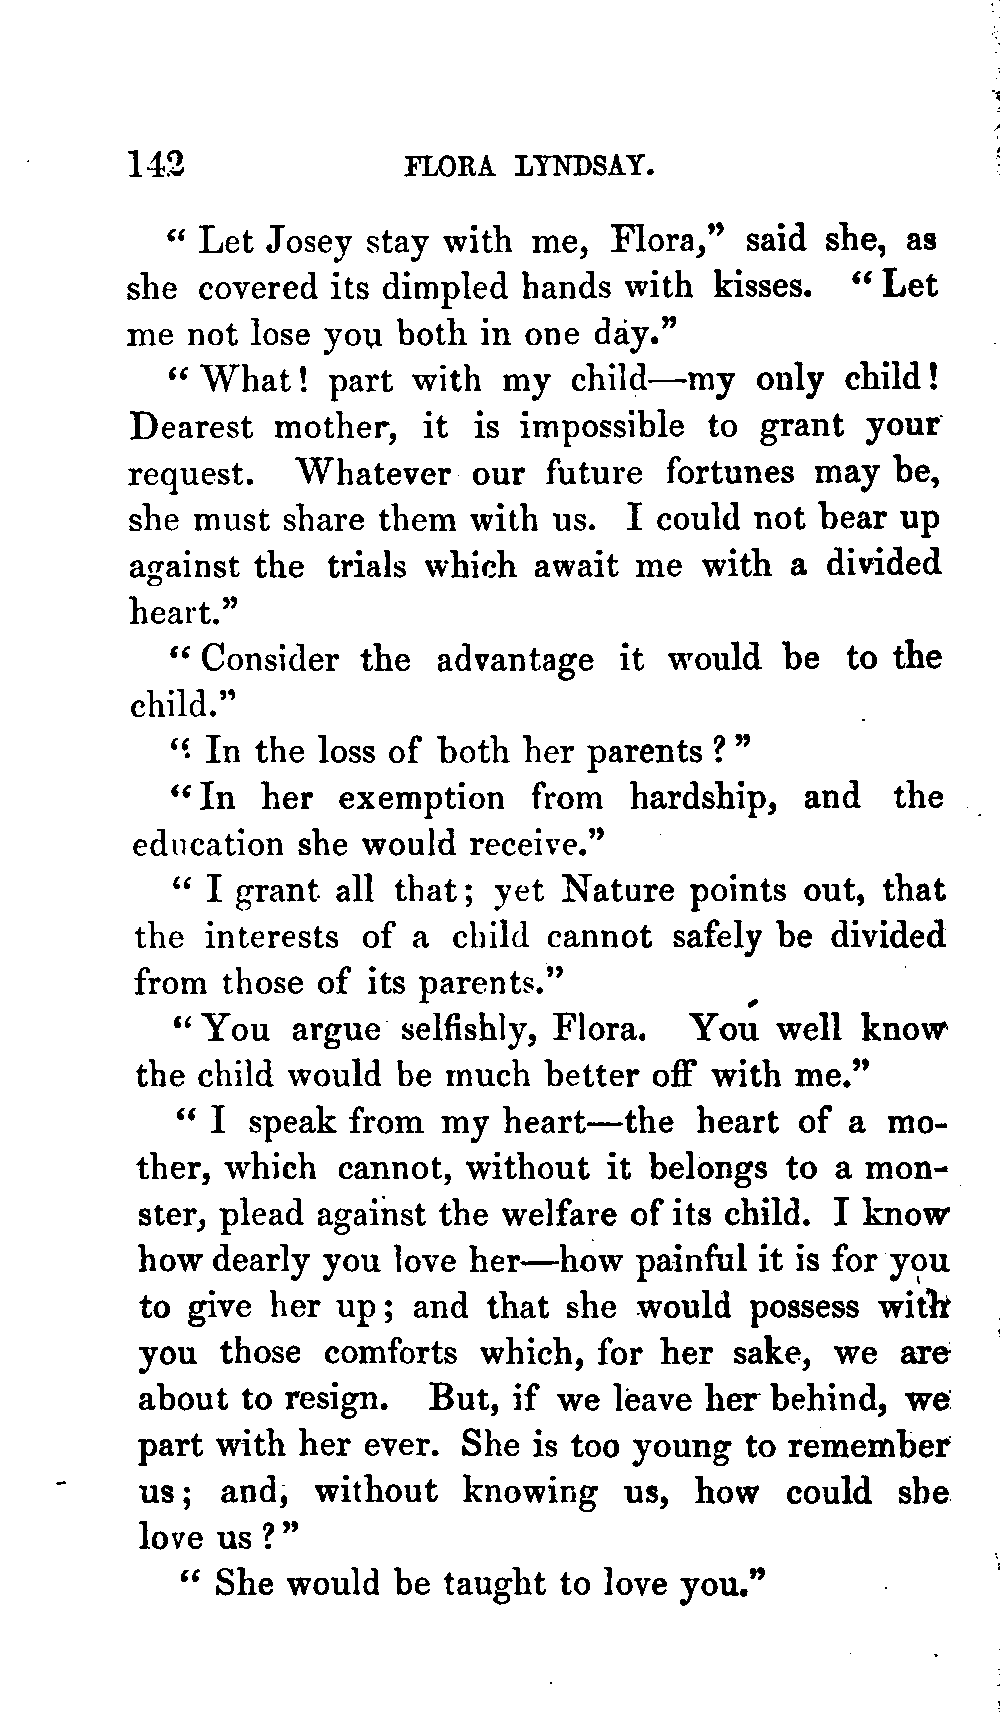 142 FLORA LYNDSAY.
“ Let Josey stay with me, Flora,” said she, as
she covered its dimpled hands with kisses. “ Let
me not lose you both in one day.”
“ What! part with my child—my only child!
Dearest mother, it is impossible to grant your
request. Whatever our future fortunes may be,
she must share them with us. I could not bear up
against the trials which await me with a divided
heart.”
“ Consider the advantage it would be to the
child.”
“ In the loss of both her parents ? ”
“ In her exemption from hardship, and the
education she would receive.”
“ I grant all that; yet Nature points out, that
the interests of a child cannot safely be divided
from those of its parents.”
“ You argue selfishly, Flora. You well know
the child would be much better off with me.”
“ I speak from my heart—the heart of a mo-
ther, which cannot, without it belongs to a mon-
ster, plead against the welfare of its child. I know
how dearly you love her—how painful it is for you
to give her up; and that she would possess with
you those comforts which, for her sake, we are
about to resign. But, if we leave her behind, we
part with her ever. She is too young to remember
us; and, without knowing us, how could she
love us ? ”
“ She would be taught to love you.”